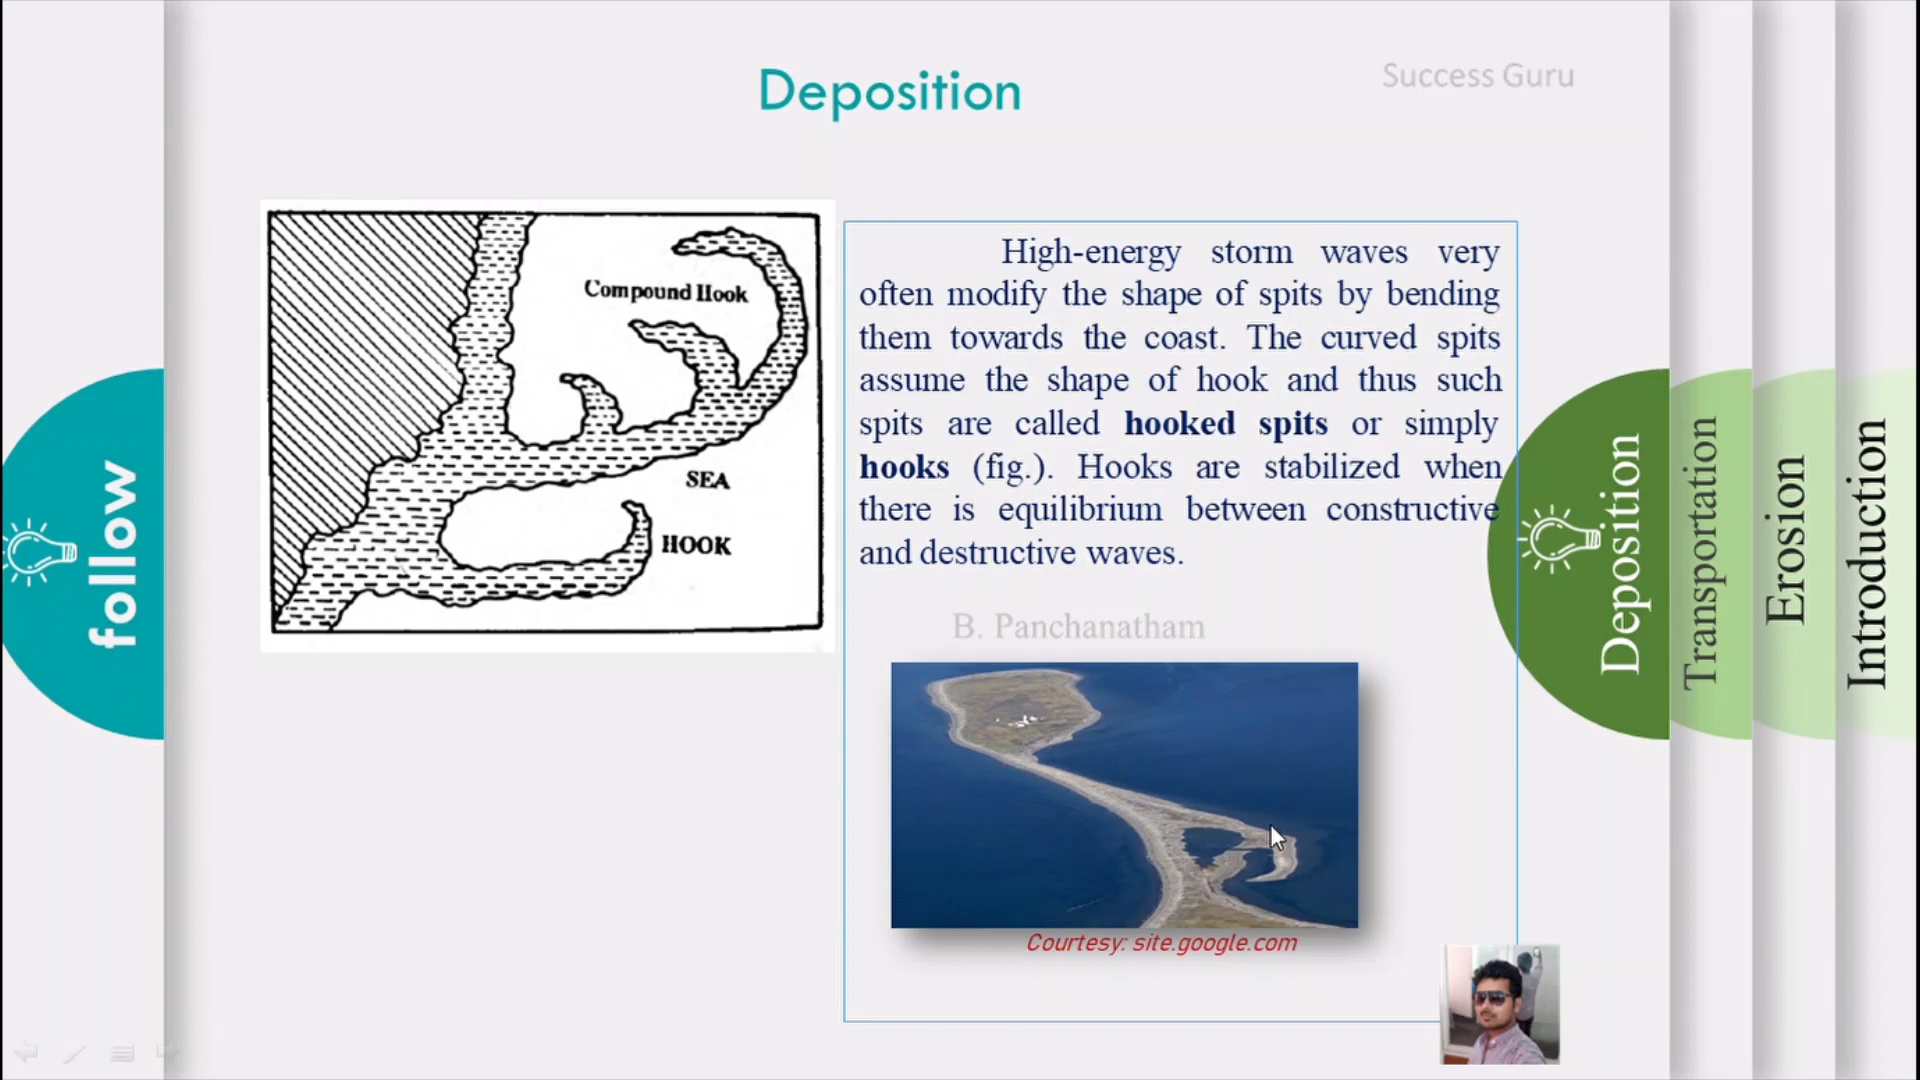 Deposition
Success Guru
Compound Hook
SEA
HOOK
High-energy storm waves very
often modify the shape of spits by bending
them towards the coast. The curved spits
assume the shape of hook and thus such
spits are called hooked spits or simply
hooks (fig.). Hooks are stabilized when
there is equilibrium between constructive
and destructive waves.
B. Panchanatham
Courtesy: site.google.com
follow
Deposition
Transportation
Erosion
Introduction